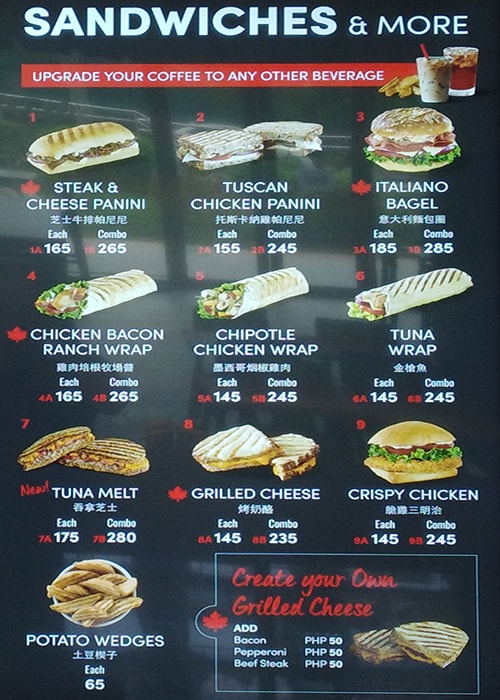 SANDWICHES & MORE
UPGRADE YOUR COFFEE TO ANY OTHER BEVERAGE
1
STEAK &
CHEESE PANINI
芝士牛排帕尼尼
Each Combo
1A 165 1B 265
2
TUSCAN
CHICKEN PANINI
托斯卡纳雞帕尼尼
Each Combo
2A 155 2B 245
3
ITALIANO
BAGEL
意大利麵包圈
Each Combo
3A 185 3B 285
4
CHICKEN BACON
RANCH WRAP
雞肉培根牧場醬
Each Combo
4A 165 4B 265
5
CHIPOTLE
CHICKEN WRAP
墨西哥烟椒雞肉
Each Combo
5A 145 5B 245
6
TUNA
WRAP
金槍魚
Each Combo
6A 145 6B 245
7
New! TUNA MELT
吞拿芝士
Each Combo
7A 175 7B 280
8
GRILLED CHEESE
烤奶酪
Each Combo
8A 145 8B 235
9
CRISPY CHICKEN
脆雞三明治
Each Combo
9A 145 9B 245
POTATO WEDGES
土豆楔子
Each
65
Create your Own
Grilled Cheese
ADD
Bacon PHP 50
Pepperoni PHP 50
Beef Steak PHP 50